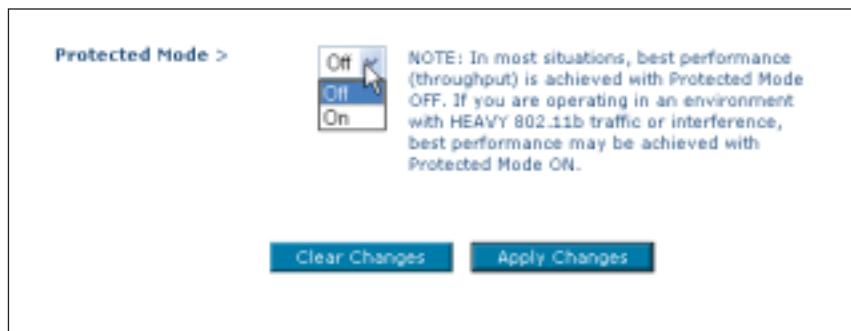 Protected Mode >
Off
Off
On
NOTE: In most situations, best performance
(throughput) is achieved with Protected Mode
OFF. If you are operating in an environment
with HEAVY 802.11b traffic or interference,
best performance may be achieved with
Protected Mode ON.
Clear Changes
Apply Changes